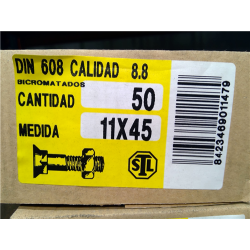 DIN 608 CALIDAD 8.8
BICROMATADOS
CANTIDAD 50
MEDIDA 11X45
STL
8423469011479